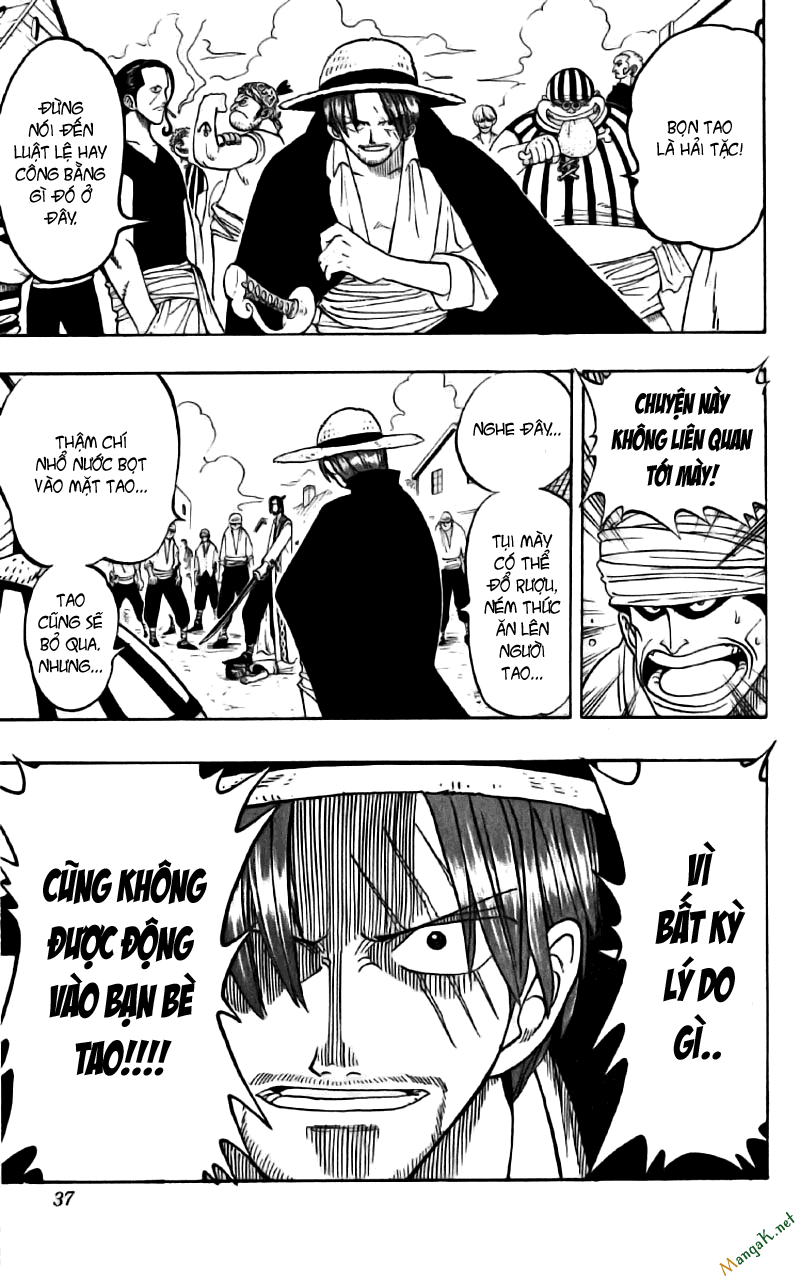 BỌN TAO
LÀ HẢI TẶC!
ĐỪNG
NÓI ĐẾN
LUẬT LỆ HAY
CÔNG BẰNG
GÌ ĐÓ Ở
ĐÂY.
CHUYỆN NÀY
KHÔNG LIÊN QUAN
TỚI MÀY!
NGHE ĐÂY...
TỤI MÀY
CÓ THỂ
ĐỔ RƯỢU,
NÉM THỨC
ĂN LÊN
NGƯỜI
TAO...
THẬM CHÍ
NHỔ NƯỚC BỌT
VÀO MẶT TAO...
TAO
CŨNG SẼ
BỎ QUA,
NHƯNG...
VÌ
BẤT KỲ
LÝ DO
GÌ..
CŨNG KHÔNG
ĐƯỢC ĐỘNG
VÀO BẠN BÈ
TAO!!!!
37
MangaK.net